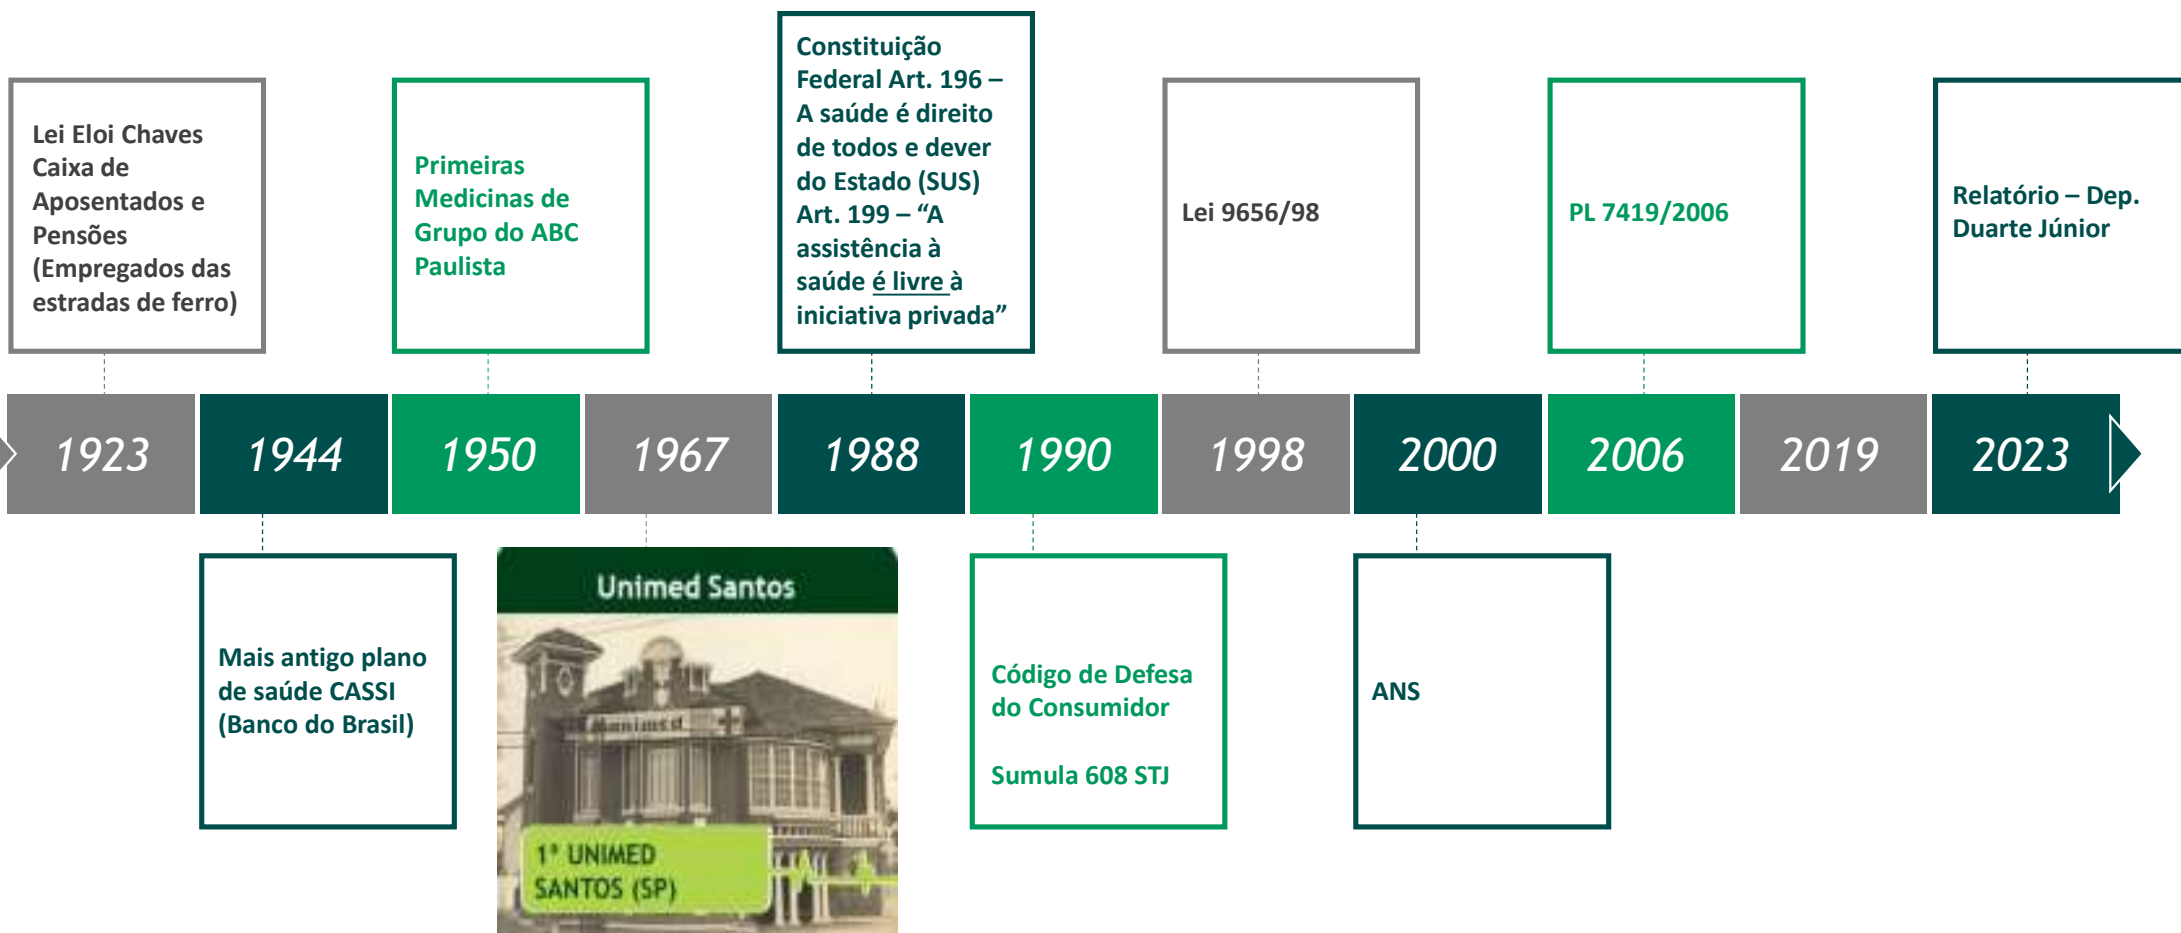 Lei Eloi Chaves
Caixa de
Aposentados e
Pensões
(Empregados das
estradas de ferro)
Primeiras
Medicinas de
Grupo do ABC
Paulista
Constituição
Federal Art. 196 –
A saúde é direito
de todos e dever
do Estado (SUS)
Art. 199 – “A
assistência à
saúde é livre à
iniciativa privada”
Lei 9656/98
PL 7419/2006
Relatório – Dep.
Duarte Júnior
1923
1944
1950
1967
1988
1990
1998
2000
2006
2019
2023
Mais antigo plano
de saúde CASSI
(Banco do Brasil)
Unimed Santos
1ª UNIMED
SANTOS (SP)
Código de Defesa
do Consumidor
Sumula 608 STJ
ANS